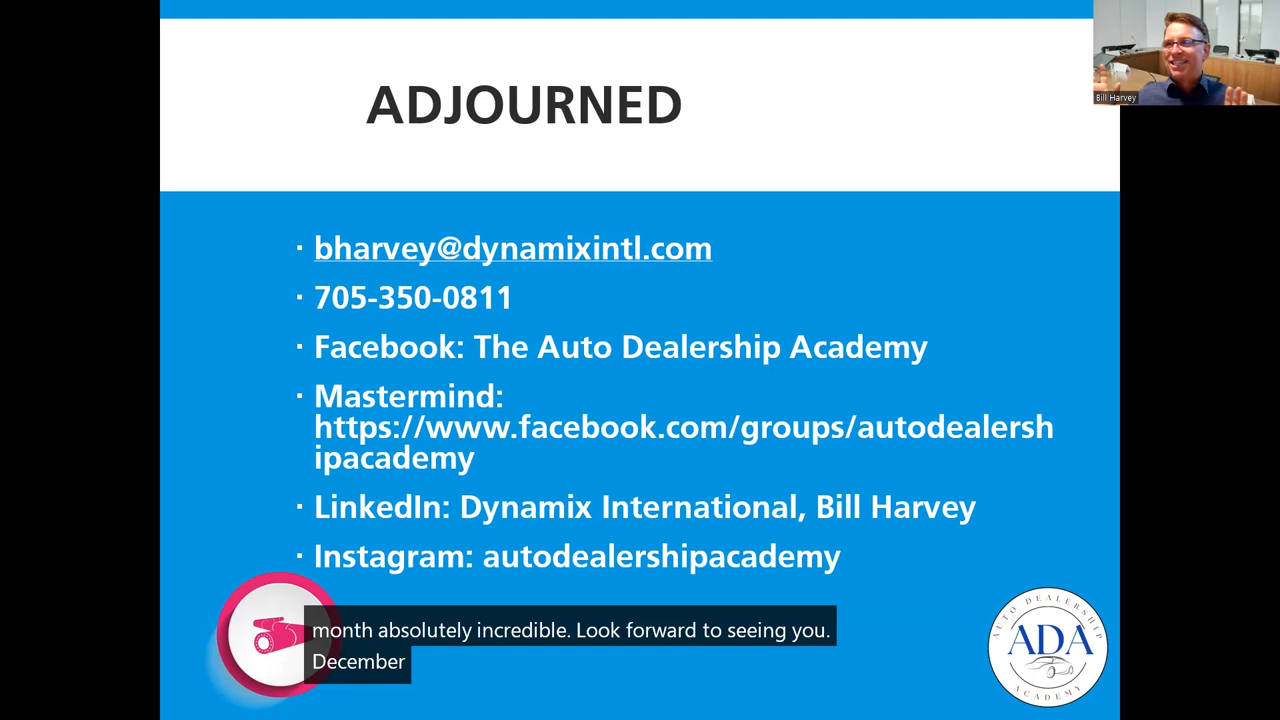 ADJOURNED
Bill Harvey
· bharvey@dynamixintl.com
· 705-350-0811
· Facebook: The Auto Dealership Academy
· Mastermind:
https://www.facebook.com/groups/autodealersh
ipacademy
· LinkedIn: Dynamix International, Bill Harvey
· Instagram: autodealershipacademy
month absolutely incredible. Look forward to seeing you.
December
AUTO DEALERSHIP
ADA
ACADEMY